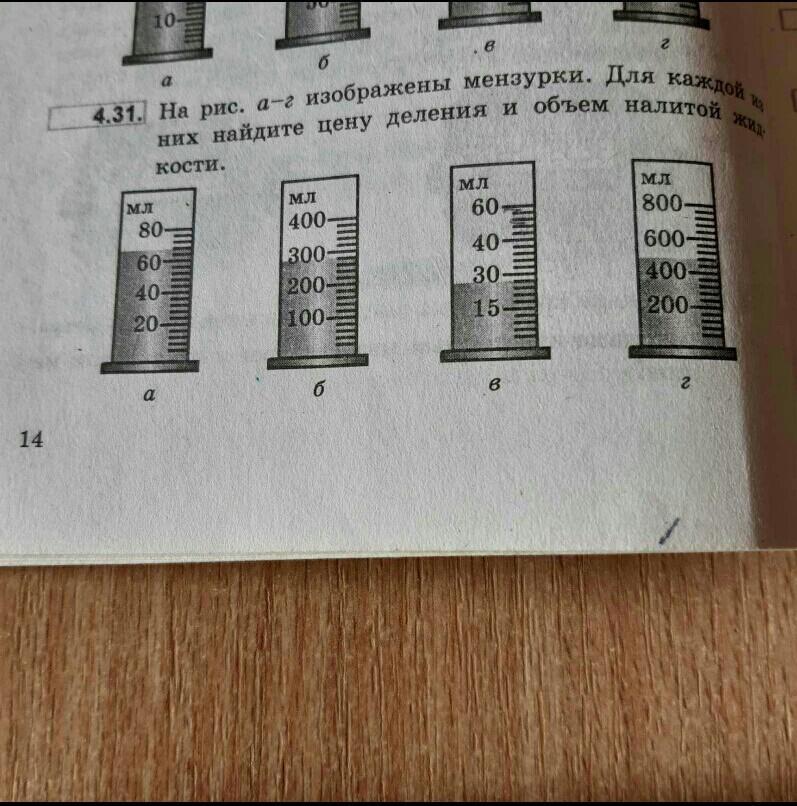 10
а
б
в
г
4.31. На рис. а–г изображены мензурки. Для каждой из
них найдите цену деления и объем налитой жид-
кости.
мл
80
60
40
20
а
мл
400
300
200
100
б
мл
60
40
30
15
в
мл
800
600
400
200
г
14